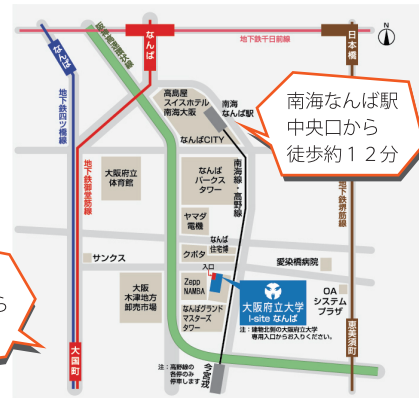 地下鉄千日前線
なんば
なんば
日本橋
N
阪神高速環状線
高島屋
スイスホテル
南海大阪
南海
なんば駅
南海なんば駅
中央口から
徒歩約１２分
なんばCITY
地下鉄四つ橋線
地下鉄御堂筋線
大阪府立
体育館
なんば
パークス
タワー
南海線・高野線
地下鉄堺筋線
ヤマダ
電機
なんば
住宅博
クボタ
サンクス
愛染橋病院
入口
ら
大阪
木津地方
卸売市場
Zepp
NAMBA
大阪府立大学
I-site なんば
注：建物北側の大阪府立大学
専用入口からお入りください。
OA
システム
プラザ
なんばグランド
マスターズ
タワー
恵美須町
大国町
注：高野線の
各停のみ
停車します
今宮戎